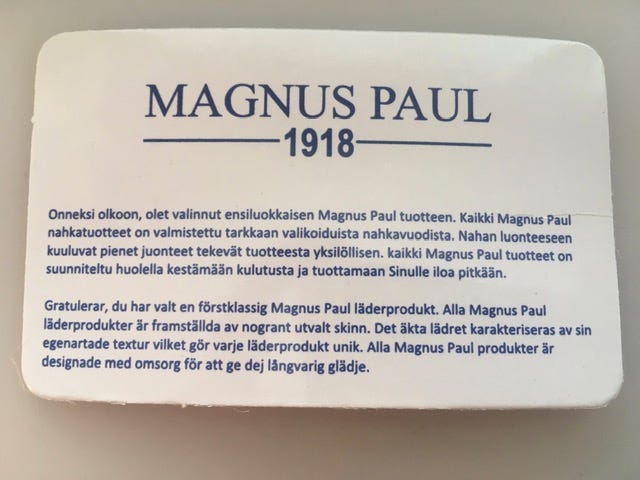 MAGNUS PAUL
1918
Onneksi olkoon, olet valinnut ensiluokkaisen Magnus Paul tuotteen. Kaikki Magnus Paul
nahkatuotteet on valmistettu tarkkaan valikoiduista nahkavuodista. Nahan luonteeseen
kuuluvat pienet juonteet tekevät tuotteesta yksilöllisen. kaikki Magnus Paul tuotteet on
suunniteltu huolella kestämään kulutusta ja tuottamaan Sinulle iloa pitkään.
Gratulerar, du har valt en förstklassig Magnus Paul läderprodukt. Alla Magnus Paul
läderprodukter är framställda av nogrant utvalt skinn. Det äkta lädret karakteriseras av sin
egenartade textur vilket gör varje läderprodukt unik. Alla Magnus Paul produkter är
designade med omsorg för att ge dej långvarig glädje.